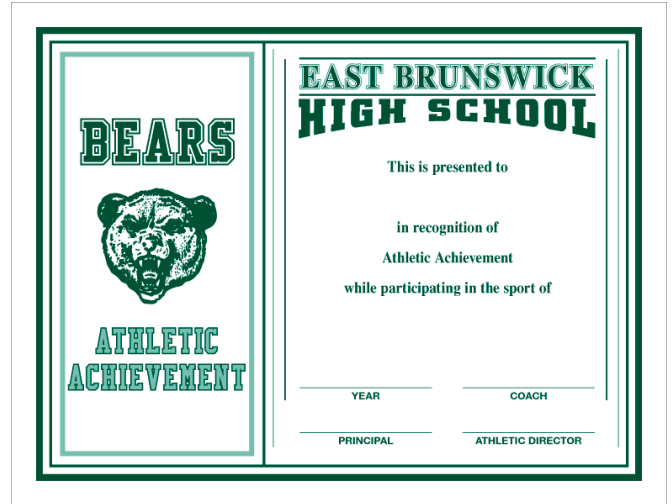 BEARS
ATHLETIC
ACHIEVEMENT
EAST BRUNSWICK
HIGH SCHOOL
This is presented to
in recognition of
Athletic Achievement
while participating in the sport of
YEAR
COACH
PRINCIPAL
ATHLETIC DIRECTOR